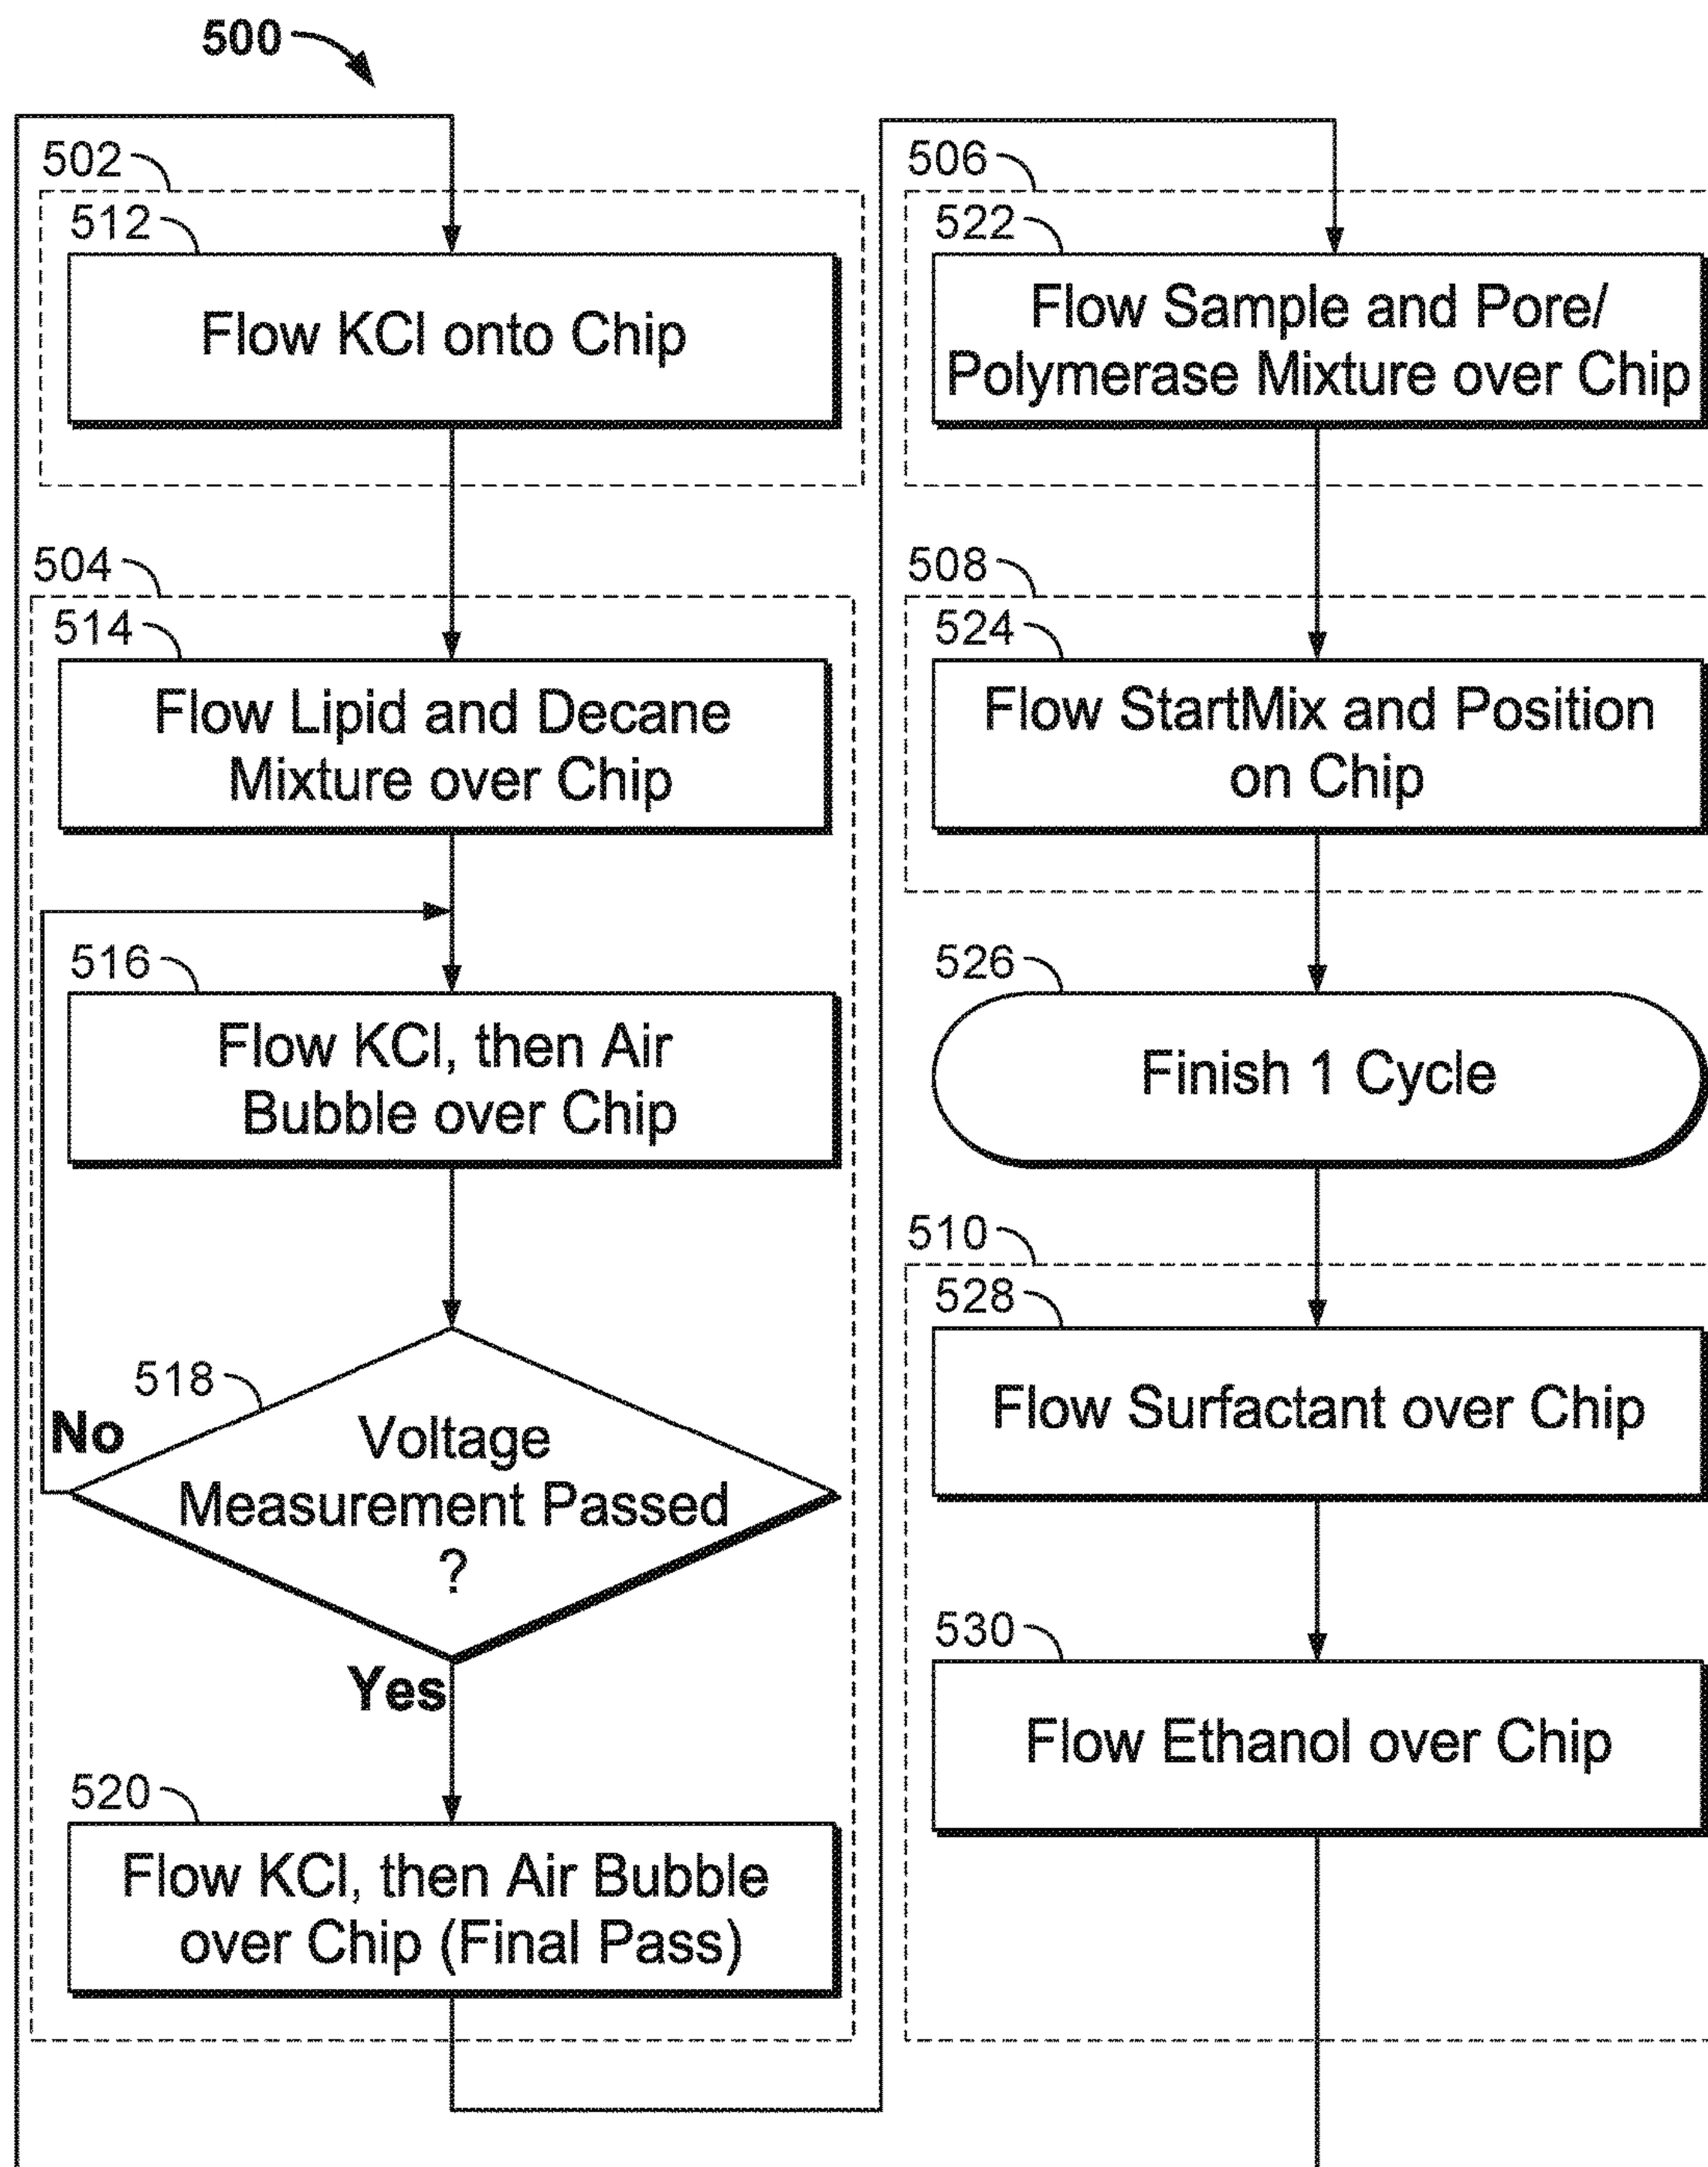 500
502
512
Flow KCl onto Chip
504
514
Flow Lipid and Decane
Mixture over Chip
516
Flow KCl, then Air
Bubble over Chip
518
No
Voltage
Measurement Passed
?
Yes
520
Flow KCl, then Air Bubble
over Chip (Final Pass)
506
522
Flow Sample and Pore/
Polymerase Mixture over Chip
508
524
Flow StartMix and Position
on Chip
526
Finish 1 Cycle
510
528
Flow Surfactant over Chip
530
Flow Ethanol over Chip